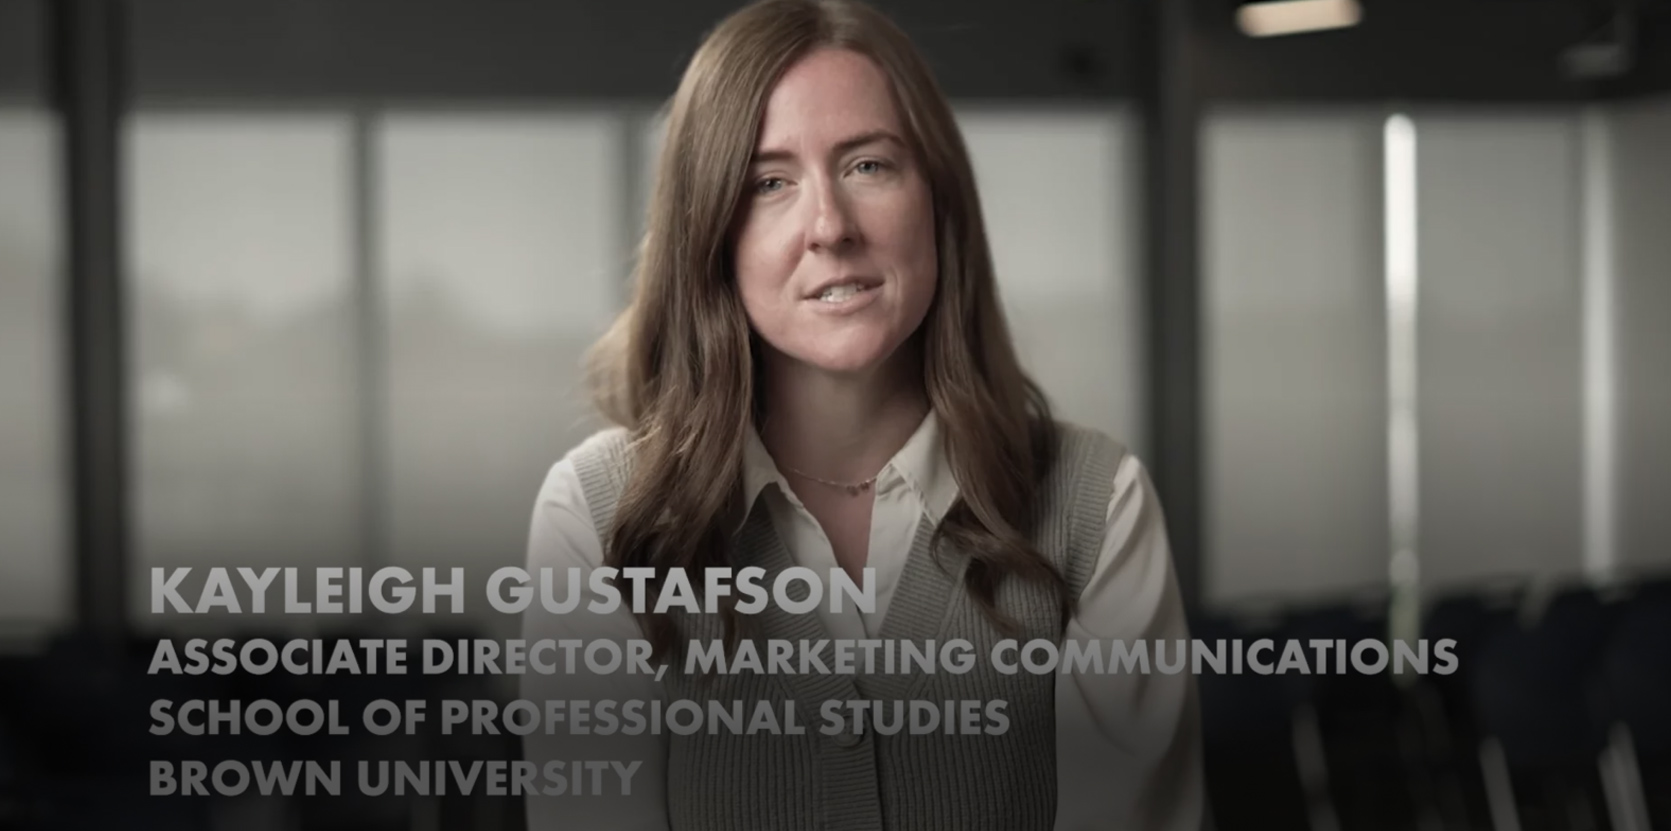 KAYLEIGH GUSTAFSON
ASSOCIATE DIRECTOR, MARKETING COMMUNICATIONS
SCHOOL OF PROFESSIONAL STUDIES
BROWN UNIVERSITY